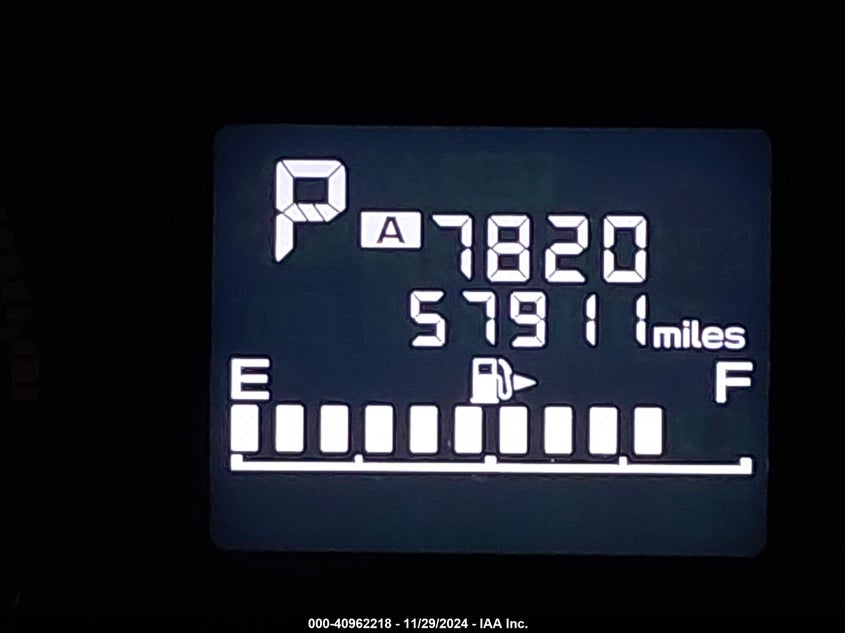 P A 7820
57911 miles
E F
000-40962218 - 11/29/2024 - IAA Inc.